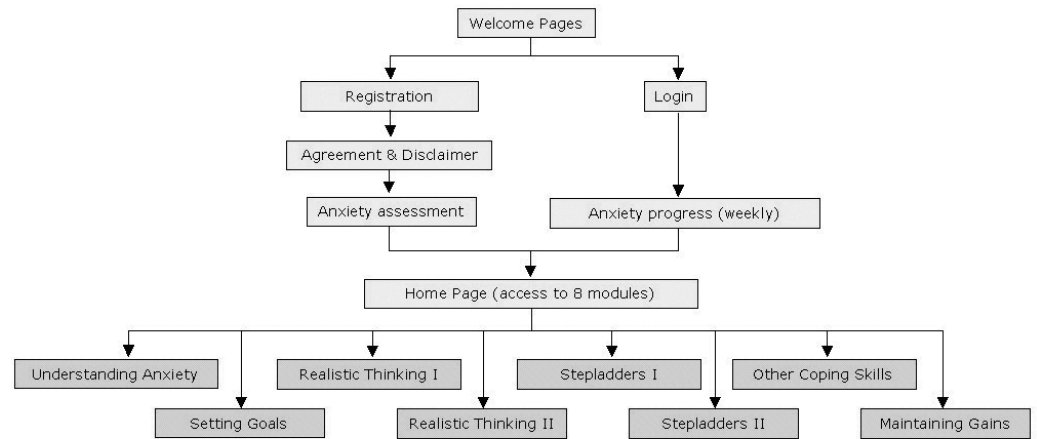 Welcome Pages
Registration
Login
Agreement & Disclaimer
Anxiety assessment
Anxiety progress (weekly)
Home Page (access to 8 modules)
Understanding Anxiety
Realistic Thinking I
Stepladders I
Other Coping Skills
Setting Goals
Realistic Thinking II
Stepladders II
Maintaining Gains